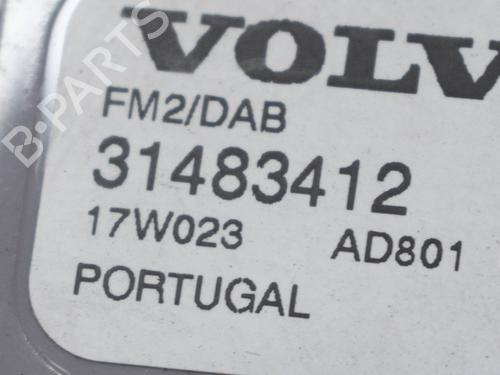 VOLV
FM2/DAB
31483412
17W023 AD801
PORTUGAL
B-PARTS